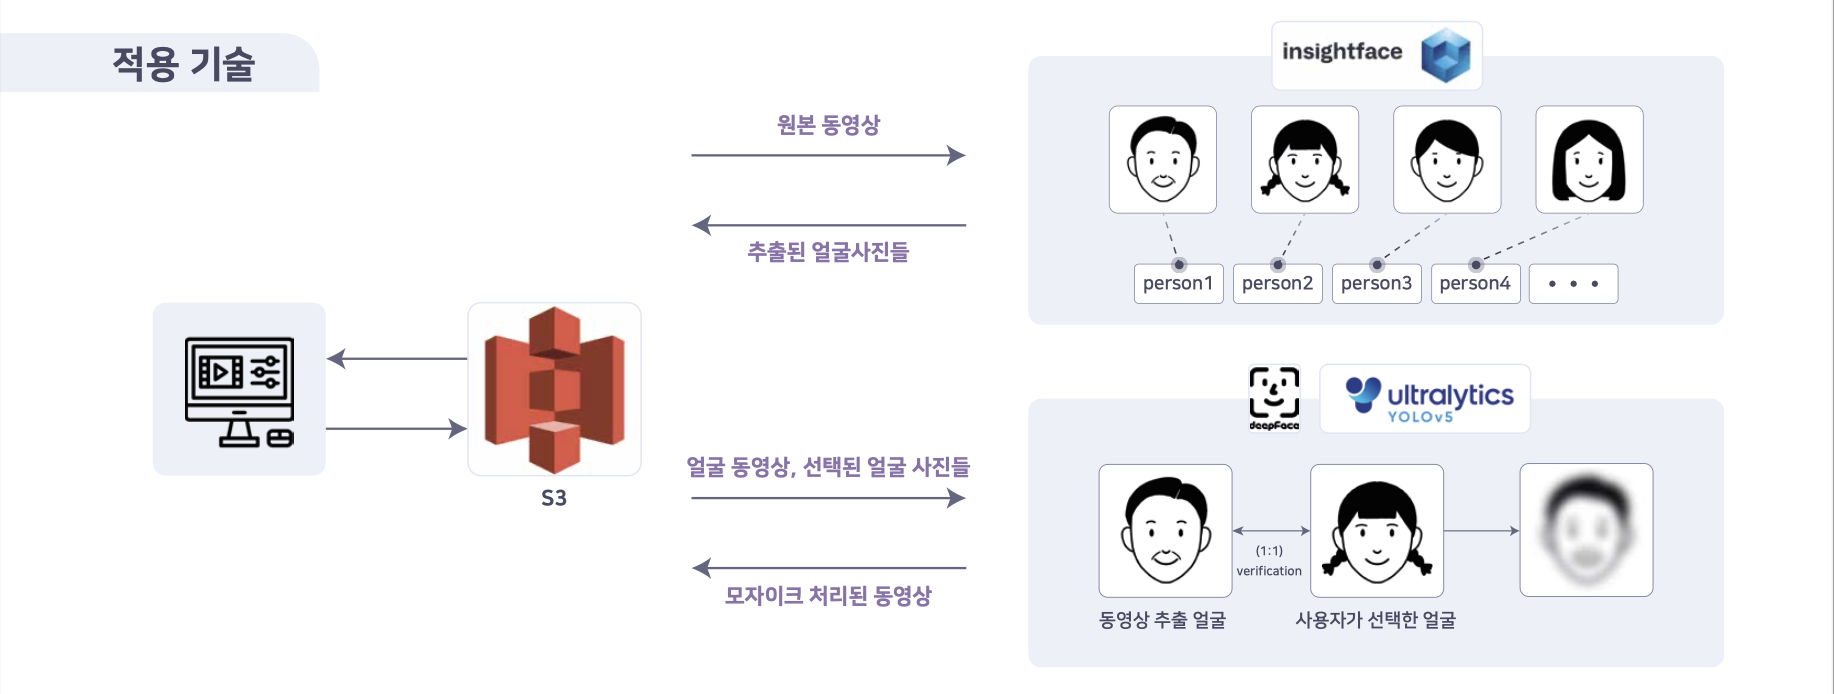 적용 기술
insightface
원본 동영상
추출된 얼굴사진들
person1
person2
person3
person4
• • •
S3
deepFace
ultralytics
YOLOv5
얼굴 동영상, 선택된 얼굴 사진들
모자이크 처리된 동영상
(1:1)
verification
동영상 추출 얼굴
사용자가 선택한 얼굴